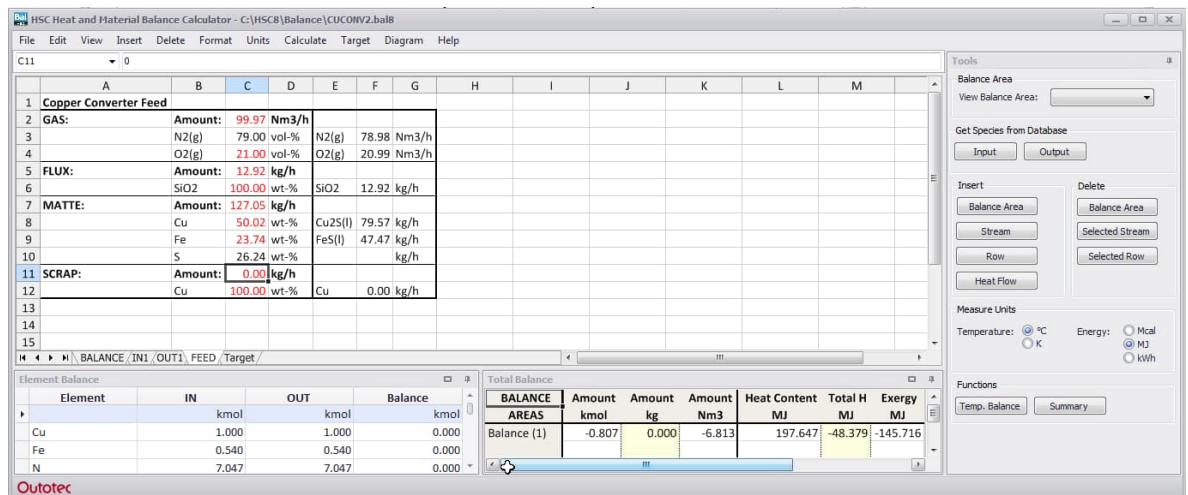 HSC Heat and Material Balance Calculator - C:\HSC8\Balance\CUCONV2.bal8
File Edit View Insert Delete Format Units Calculate Target Diagram Help
C11 0
A B C D E F G H I J K L M
1 Copper Converter Feed
2 GAS: Amount: 99.97 Nm3/h
3 N2(g) 79.00 vol-% N2(g) 78.98 Nm3/h
4 O2(g) 21.00 vol-% O2(g) 20.99 Nm3/h
5 FLUX: Amount: 12.92 kg/h
6 SiO2 100.00 wt-% SiO2 12.92 kg/h
7 MATTE: Amount: 127.05 kg/h
8 Cu 50.02 wt-% Cu2S(l) 79.57 kg/h
9 Fe 23.74 wt-% FeS(l) 47.47 kg/h
10 S 26.24 wt-% kg/h
11 SCRAP: Amount: 0.00 kg/h
12 Cu 100.00 wt-% Cu 0.00 kg/h
13
14
15
BALANCE IN1 OUT1 FEED Target
Tools
Balance Area
View Balance Area:
Get Species from Database
Input Output
Insert Delete
Balance Area Balance Area
Stream Selected Stream
Row Selected Row
Heat Flow
Measure Units
Temperature: °C Energy: Mcal
K MJ
kWh
Functions
Temp. Balance Summary
Element Balance
Element IN OUT Balance
kmol kmol kmol
Cu 1.000 1.000 0.000
Fe 0.540 0.540 0.000
N 7.047 7.047 0.000
Total Balance
BALANCE Amount Amount Amount Heat Content Total H Exergy
AREAS kmol kg Nm3 MJ MJ MJ
Balance (1) -0.807 0.000 -6.813 197.647 -48.379 -145.716
Outotec